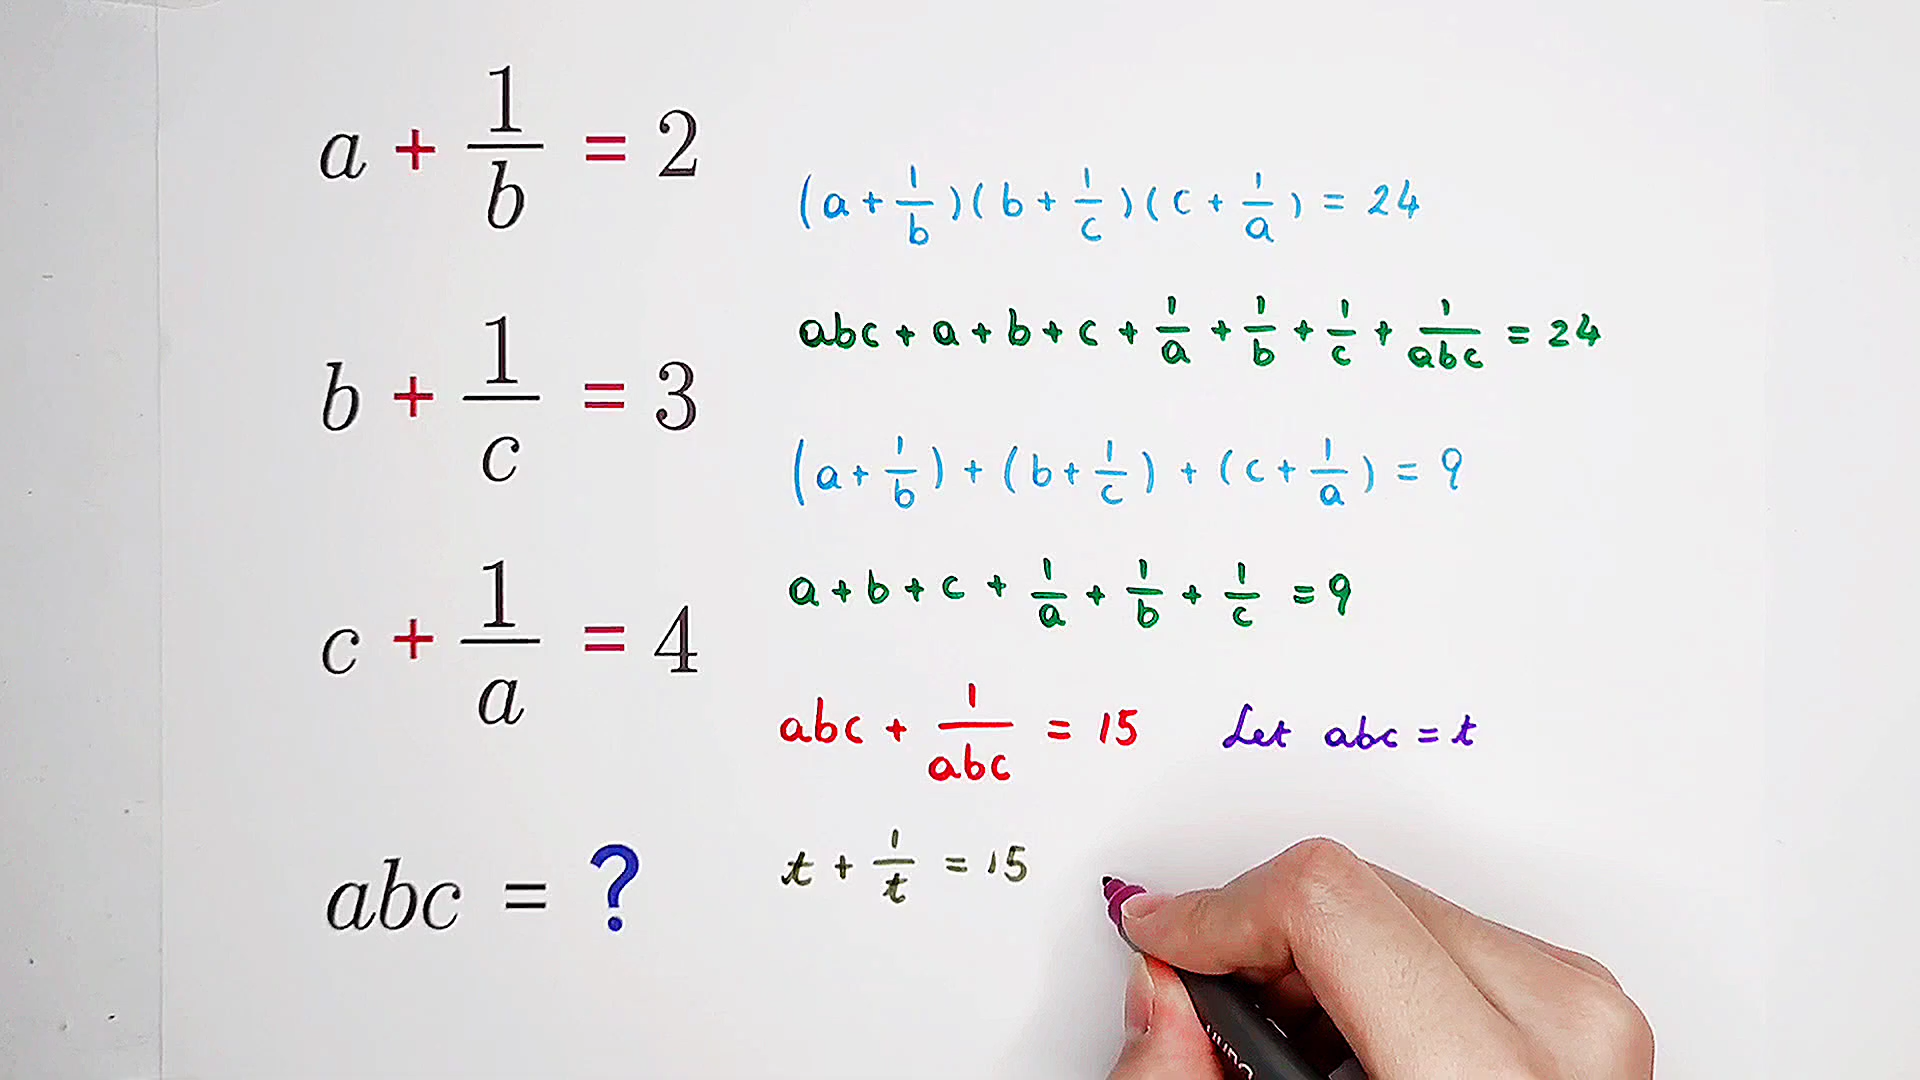 a + 1/b = 2
b + 1/c = 3
c + 1/a = 4
abc = ?
(a + 1/b)(b + 1/c)(c + 1/a) = 24
abc + a + b + c + 1/a + 1/b + 1/c + 1/abc = 24
(a + 1/b) + (b + 1/c) + (c + 1/a) = 9
a + b + c + 1/a + 1/b + 1/c = 9
abc + 1/abc = 15 Let abc = t
t + 1/t = 15